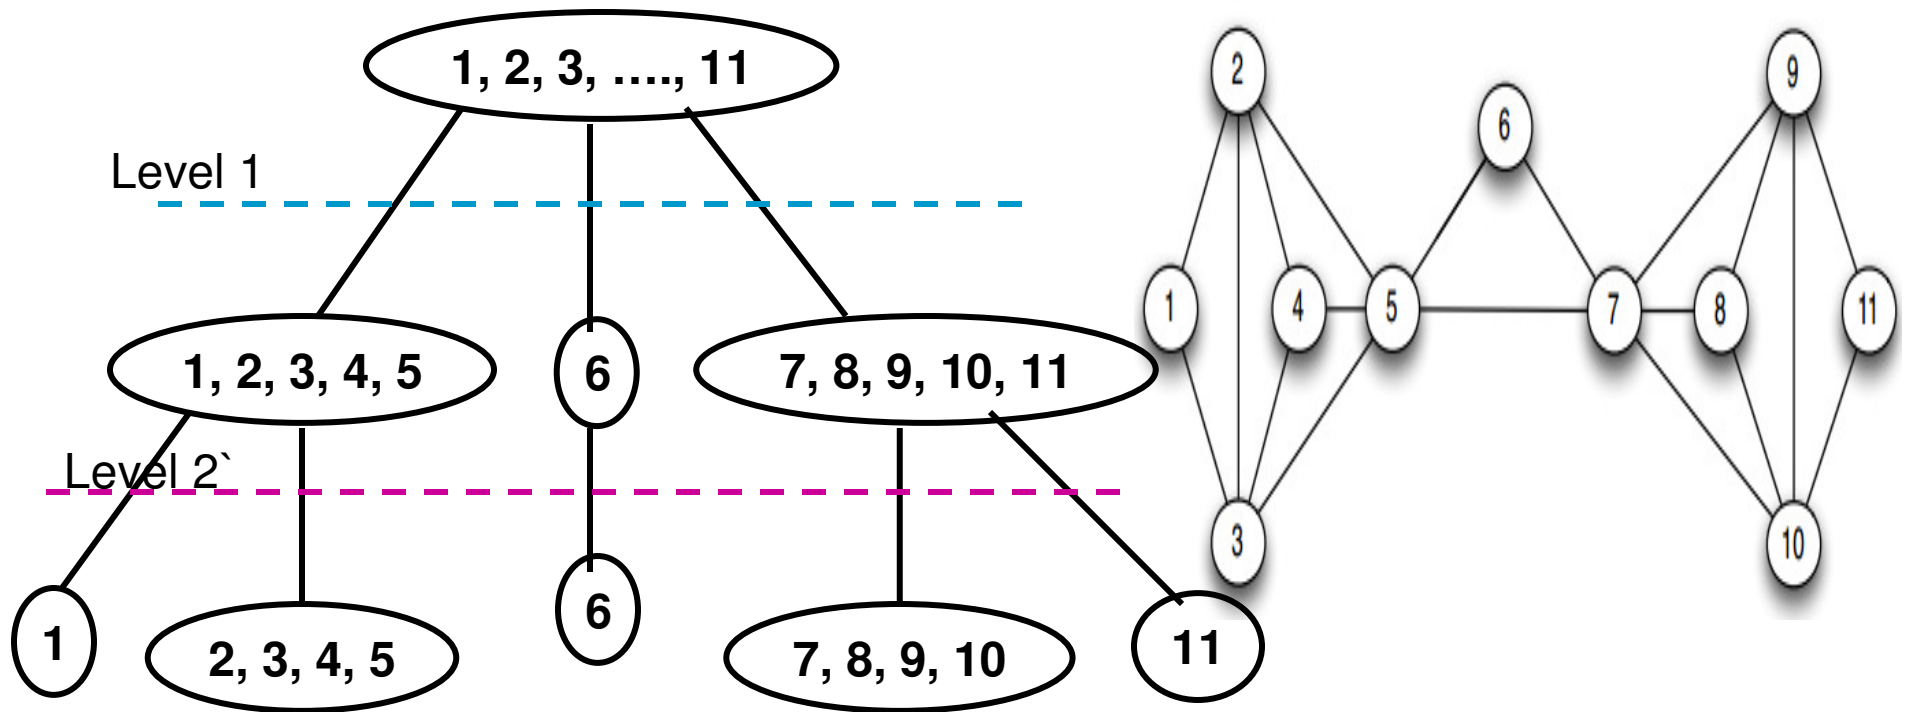 1, 2, 3, ...., 11
Level 1
1, 2, 3, 4, 5
6
7, 8, 9, 10, 11
Level 2`
1
2, 3, 4, 5
6
7, 8, 9, 10
11
2
9
6
1
4
5
7
8
11
3
10